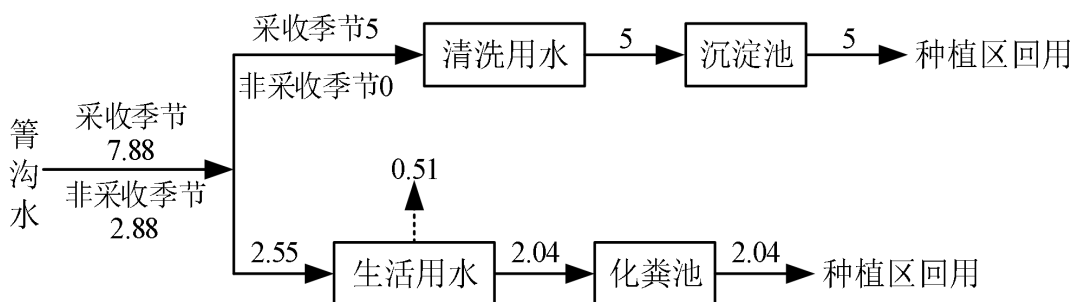 采收季节5
非采收季节0
清洗用水
5
沉淀池
5
种植区回用
箐沟水
采收季节
7.88
非采收季节
2.88
0.51
2.55
生活用水
2.04
化粪池
2.04
种植区回用